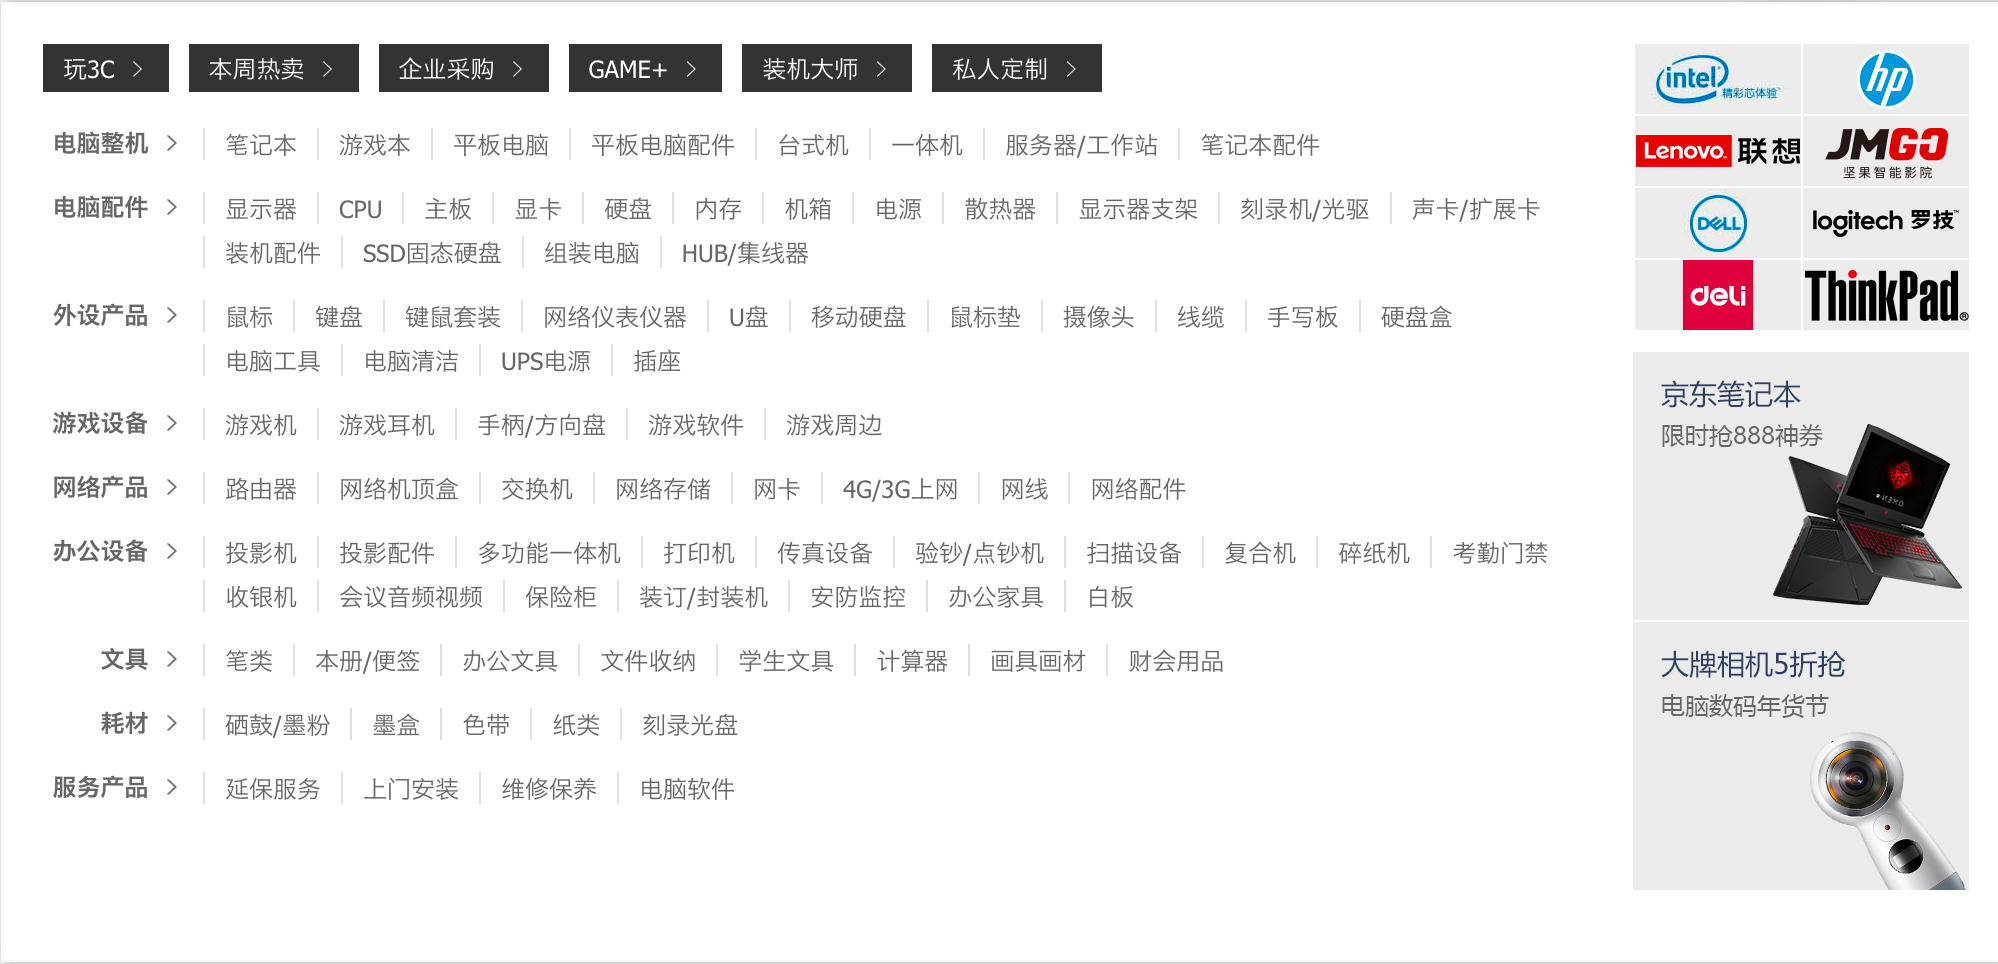 玩3C 本周热卖 企业采购 GAME+ 装机大师 私人定制
电脑整机 笔记本 游戏本 平板电脑 平板电脑配件 台式机 一体机 服务器/工作站 笔记本配件
电脑配件 显示器 CPU 主板 显卡 硬盘 内存 机箱 电源 散热器 显示器支架 刻录机/光驱 声卡/扩展卡
装机配件 SSD固态硬盘 组装电脑 HUB/集线器
外设产品 鼠标 键盘 键鼠套装 网络仪表仪器 U盘 移动硬盘 鼠标垫 摄像头 线缆 手写板 硬盘盒
电脑工具 电脑清洁 UPS电源 插座
游戏设备 游戏机 游戏耳机 手柄/方向盘 游戏软件 游戏周边
网络产品 路由器 网络机顶盒 交换机 网络存储 网卡 4G/3G上网 网线 网络配件
办公设备 投影机 投影配件 多功能一体机 打印机 传真设备 验钞/点钞机 扫描设备 复合机 碎纸机 考勤门禁
收银机 会议音频视频 保险柜 装订/封装机 安防监控 办公家具 白板
文具 笔类 本册/便签 办公文具 文件收纳 学生文具 计算器 画具画材 财会用品
耗材 硒鼓/墨粉 墨盒 色带 纸类 刻录光盘
服务产品 延保服务 上门安装 维修保养 电脑软件
intel 精彩芯体验™ hp
Lenovo™ 联想 JMGO
坚果智能影院
DELL logitech 罗技™
deli ThinkPad®
京东笔记本
限时抢888神券
OMEN
大牌相机5折抢
电脑数码年货节